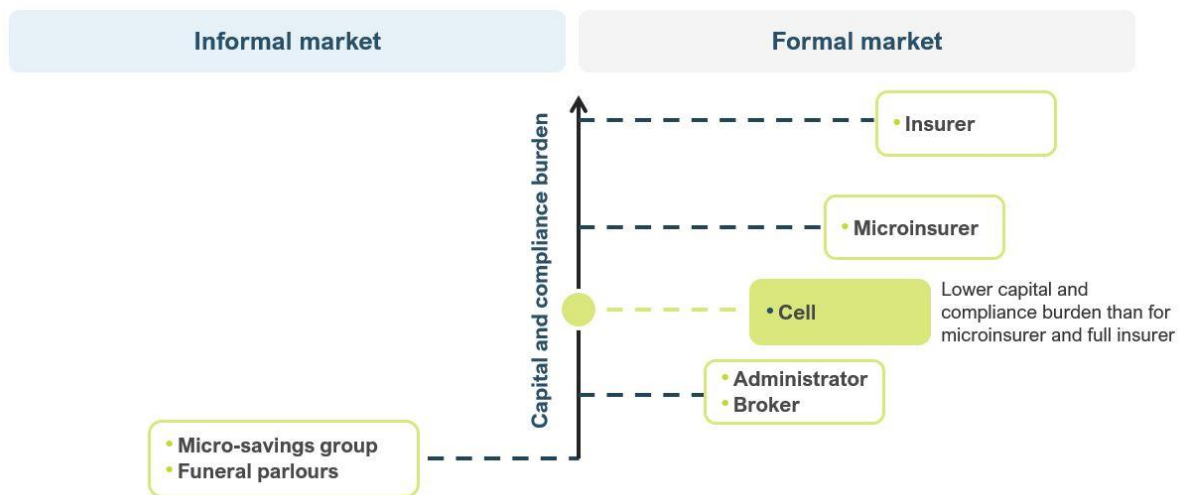 Informal market
Formal market
Capital and compliance burden
• Insurer
• Microinsurer
• Cell
Lower capital and
compliance burden than for
microinsurer and full insurer
• Administrator
• Broker
• Micro-savings group
• Funeral parlours